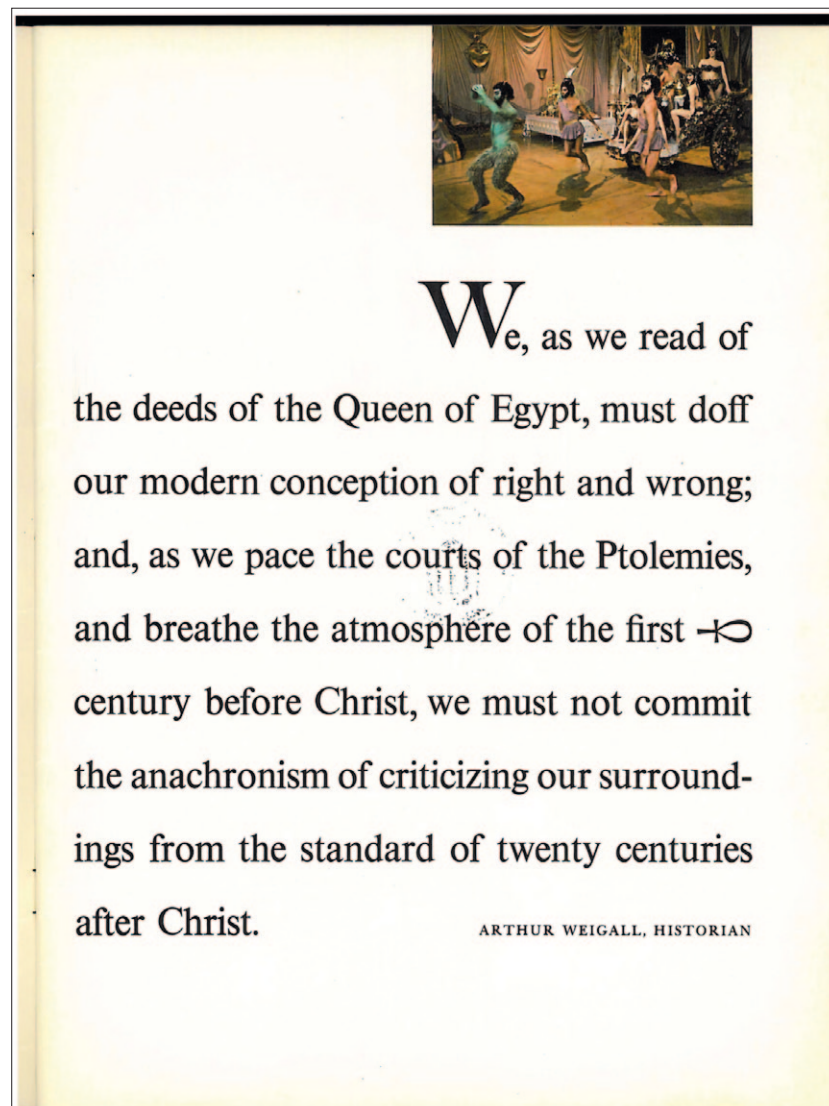 We, as we read of
the deeds of the Queen of Egypt, must doff
our modern conception of right and wrong;
and, as we pace the courts of the Ptolemies,
and breathe the atmosphere of the first
century before Christ, we must not commit
the anachronism of criticizing our surround-
ings from the standard of twenty centuries
after Christ. ARTHUR WEIGALL, HISTORIAN